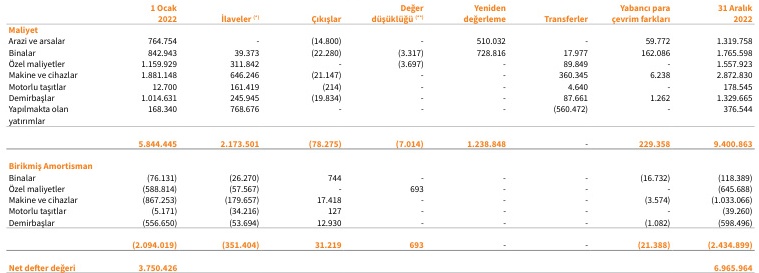 1 Ocak 2022 İlaveler (*) Çıkışlar Değer düşüklüğü (**) Yeniden değerleme Transferler Yabancı para çevrim farkları 31 Aralık 2022
Maliyet
Arazi ve arsalar 764.754 - (14.800) 510.032 - 59.772 1.319.758
Binalar 842.943 39.373 (22.280) (3.317) 728.816 17.977 162.086 1.765.598
Özel maliyetler 1.159.929 311.842 - (3.697) - 89.849 - 1.557.923
Makine ve cihazlar 1.881.148 646.246 (21.147) - - 360.345 6.238 2.872.830
Motorlu taşıtlar 12.700 161.419 (214) - - 4.640 - 178.545
Demirbaşlar 1.014.631 245.945 (19.834) - - 87.661 1.262 1.329.665
Yapılmakta olan yatırımlar 168.340 768.676 - - - (560.472) - 376.544
5.844.445 2.173.501 (78.275) (7.014) 1.238.848 - 229.358 9.400.863
Birikmiş Amortisman
Binalar (76.131) (26.270) 744 - - (16.732) (118.389)
Özel maliyetler (588.814) (57.567) - 693 - - - (645.688)
Makine ve cihazlar (867.253) (179.657) 17.418 - - - (3.574) (1.033.066)
Motorlu taşıtlar (5.171) (34.216) 127 - - - - (39.260)
Demirbaşlar (556.650) (53.694) 12.930 - - - (1.082) (598.496)
(2.094.019) (351.404) 31.219 693 - - (21.388) (2.434.899)
Net defter değeri 3.750.426 6.965.964